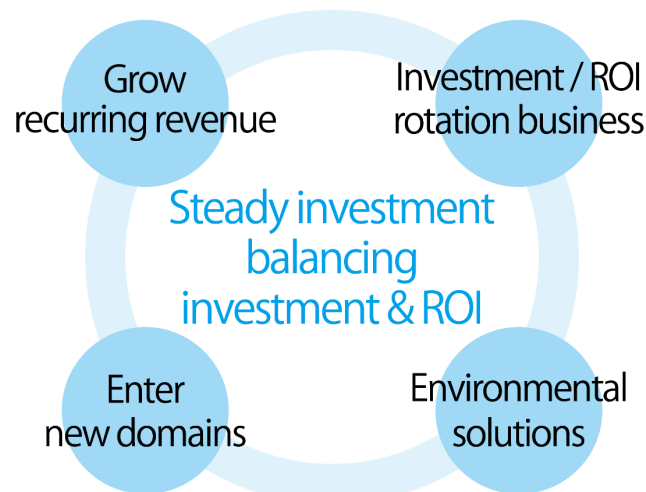 Grow
recurring revenue
Investment / ROI
rotation business
Steady investment
balancing
investment & ROI
Enter
new domains
Environmental
solutions